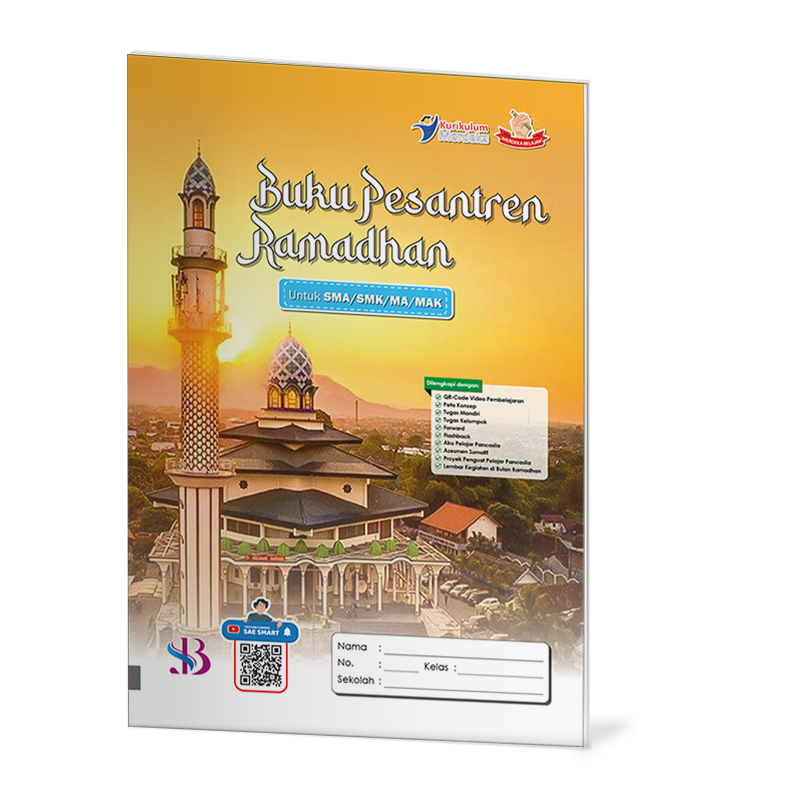 Kurikulum
Merdeka
MERDEKA BELAJAR
Buku Pesantren
Ramadhan
Untuk SMA/SMK/MA/MAK
Dilengkapi dengan:
QR-Code Video Pembelajaran
Peta Konsep
Tugas Mandiri
Tugas Kelompok
Forward
Flashback
Aku Pelajar Pancasila
Asesmen Sumatif
Proyek Penguat Pelajar Pancasila
Lembar Kegiatan di Bulan Ramadhan
SAE SMART
SB
Nama :
No. : Kelas :
Sekolah :